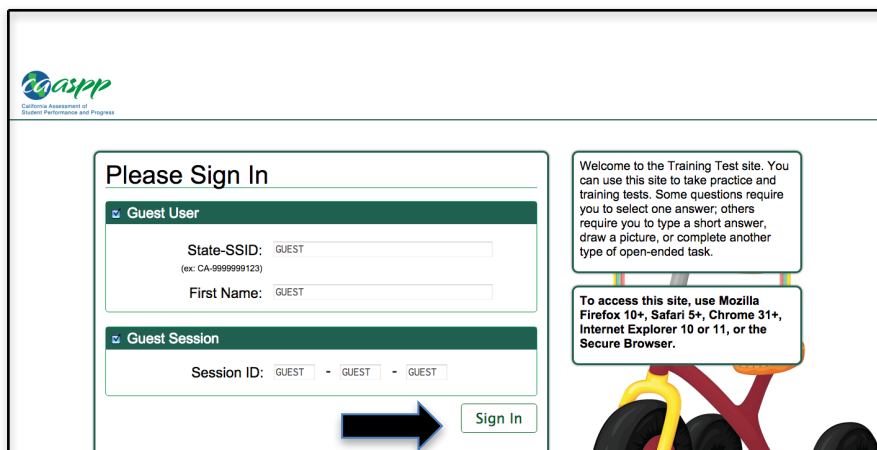 caaspp
California Assessment of
Student Performance and Progress
Please Sign In
Guest User
State-SSID: GUEST
(ex: CA-9999999123)
First Name: GUEST
Guest Session
Session ID: GUEST - GUEST - GUEST
Sign In
Welcome to the Training Test site. You
can use this site to take practice and
training tests. Some questions require
you to select one answer; others
require you to type a short answer,
draw a picture, or complete another
type of open-ended task.
To access this site, use Mozilla
Firefox 10+, Safari 5+, Chrome 31+,
Internet Explorer 10 or 11, or the
Secure Browser.